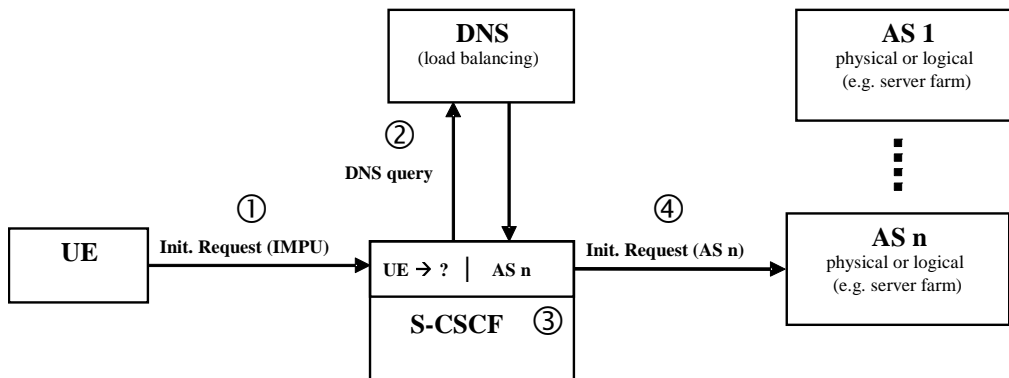 DNS
(load balancing)
AS 1
physical or logical
(e.g. server farm)
②
DNS query
①
④
UE
Init. Request (IMPU)
UE → ? | AS n
Init. Request (AS n)
AS n
physical or logical
(e.g. server farm)
S-CSCF
③